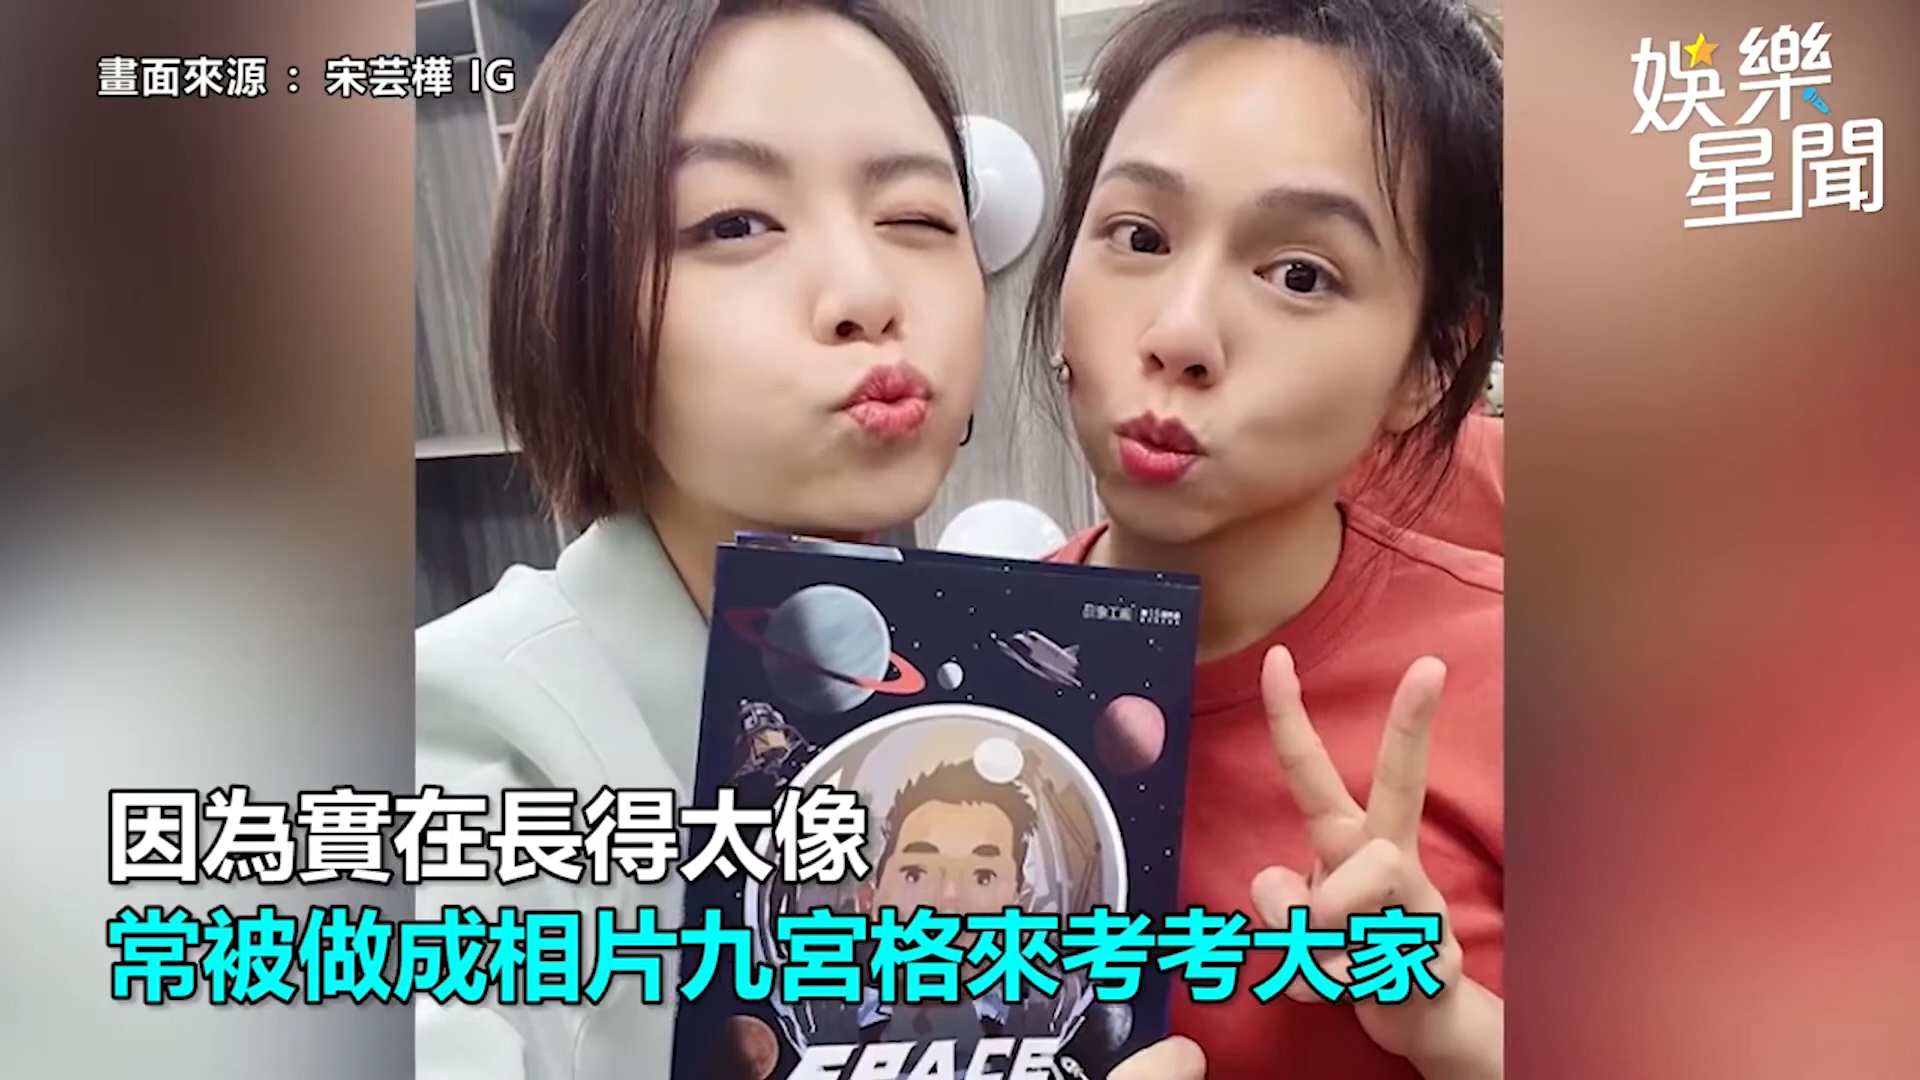 畫面來源 : 宋芸樺 IG
娛樂
星聞
因為實在長得太像
常被做成相片九宮格來考考大家
SPACE